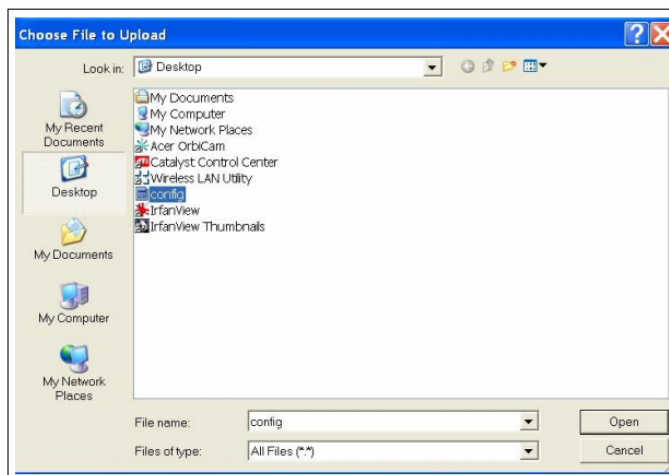 Choose File to Upload
Look in: Desktop
My Recent
Documents
Desktop
My Documents
My Computer
My Network
Places
My Documents
My Computer
My Network Places
Acer OrbiCam
Catalyst Control Center
Wireless LAN Utility
config
IrfanView
IrfanView Thumbnails
File name: config Open
Files of type: All Files (*.*) Cancel